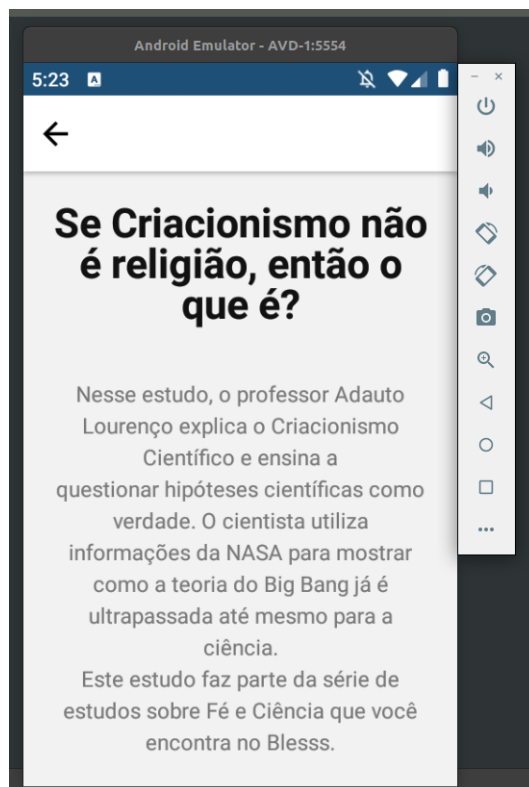 Android Emulator - AVD-1:5554
5:23
A
Se Criacionismo não
é religião, então o
que é?
Nesse estudo, o professor Adauto
Lourenço explica o Criacionismo
Científico e ensina a
questionar hipóteses científicas como
verdade. O cientista utiliza
informações da NASA para mostrar
como a teoria do Big Bang já é
ultrapassada até mesmo para a
ciência.
Este estudo faz parte da série de
estudos sobre Fé e Ciência que você
encontra no Blesss.